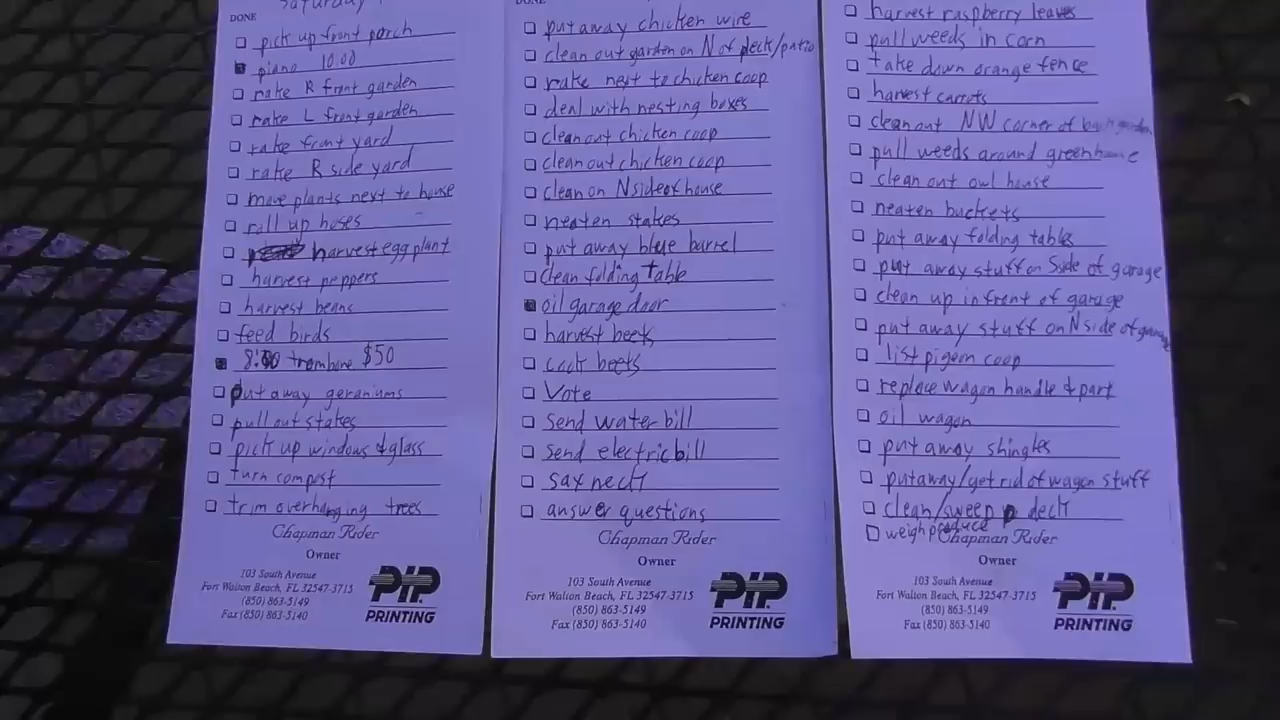 Saturday
DONE
pick up front porch
piano 10:00
rake R front garden
rake L front garden
rake front yard
rake R side yard
move plants next to house
roll up hoses
harvest egg plant
harvest peppers
harvest beans
feed birds
trombone $50
put away geraniums
pull out stakes
pick up windows & glass
turn compost
trim overhanging trees
Chapman Rider
Owner
103 South Avenue
Fort Walton Beach, FL 32547-3715
(850) 863-5149
Fax (850) 863-5140
PIP
PRINTING
DONE
put away chicken wire
clean out garden on N of deck/patio
rake next to chicken coop
deal with nesting boxes
clean out chicken coop
clean out chicken coop
clean on N side of house
neaten stakes
put away blue barrel
clean folding table
oil garage door
harvest beets
cook beets
Vote
send water bill
send electric bill
sax neck
answer questions
Chapman Rider
Owner
103 South Avenue
Fort Walton Beach, FL 32547-3715
(850) 863-5149
Fax (850) 863-5140
PIP
PRINTING
harvest raspberry leaves
pull weeds in corn
take down orange fence
harvest carrots
clean out NW corner of back garden
pull weeds around greenhouse
clean out owl house
neaten buckets
put away folding tables
put away stuff on S side of garage
clean up in front of garage
put away stuff on N side of garage
list pigeon coop
replace wagon handle & part
oil wagon
put away shingles
put away/get rid of wagon stuff
clean/sweep deck
weigh produce
Chapman Rider
Owner
103 South Avenue
Fort Walton Beach, FL 32547-3715
(850) 863-5149
Fax (850) 863-5140
PIP
PRINTING